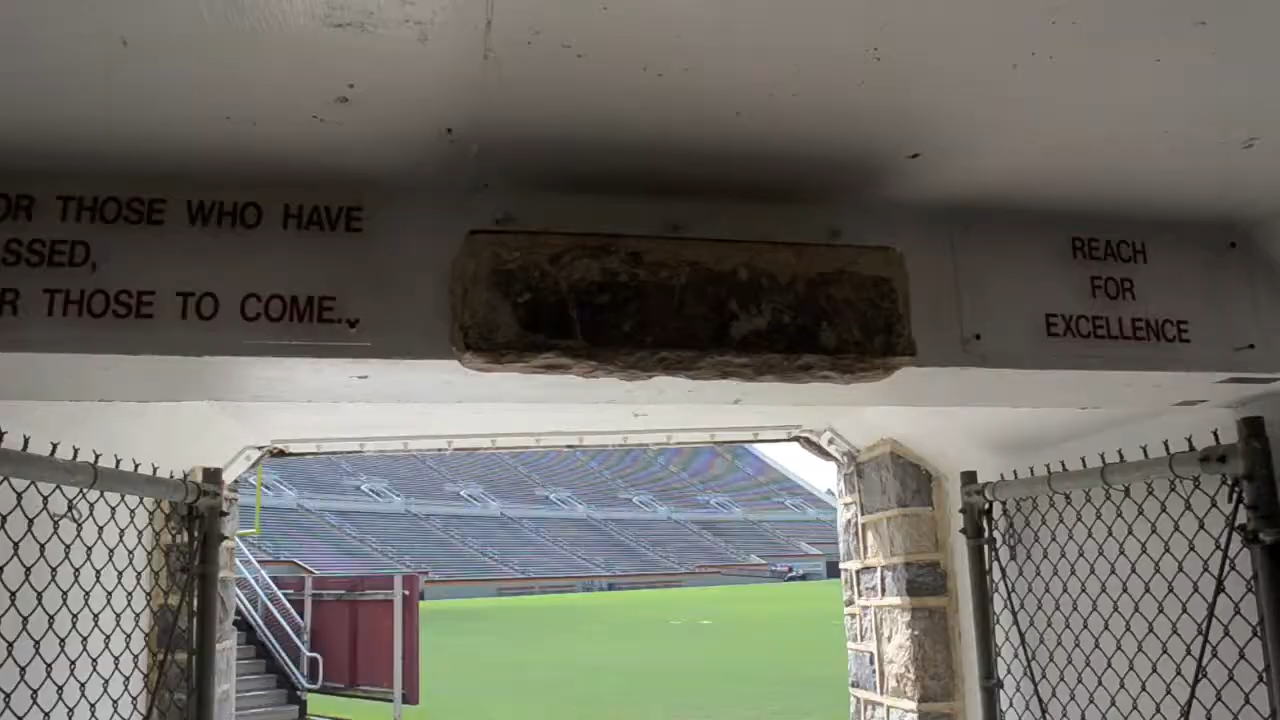 OR THOSE WHO HAVE
SSED,
R THOSE TO COME...
REACH
FOR
EXCELLENCE